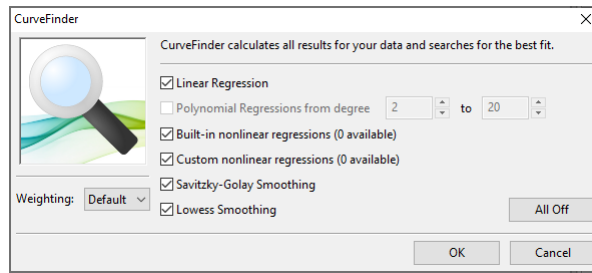 CurveFinder
CurveFinder calculates all results for your data and searches for the best fit.
Linear Regression
Polynomial Regressions from degree 2 to 20
Built-in nonlinear regressions (0 available)
Custom nonlinear regressions (0 available)
Savitzky-Golay Smoothing
Weighting: Default
Lowess Smoothing
All Off
OK Cancel